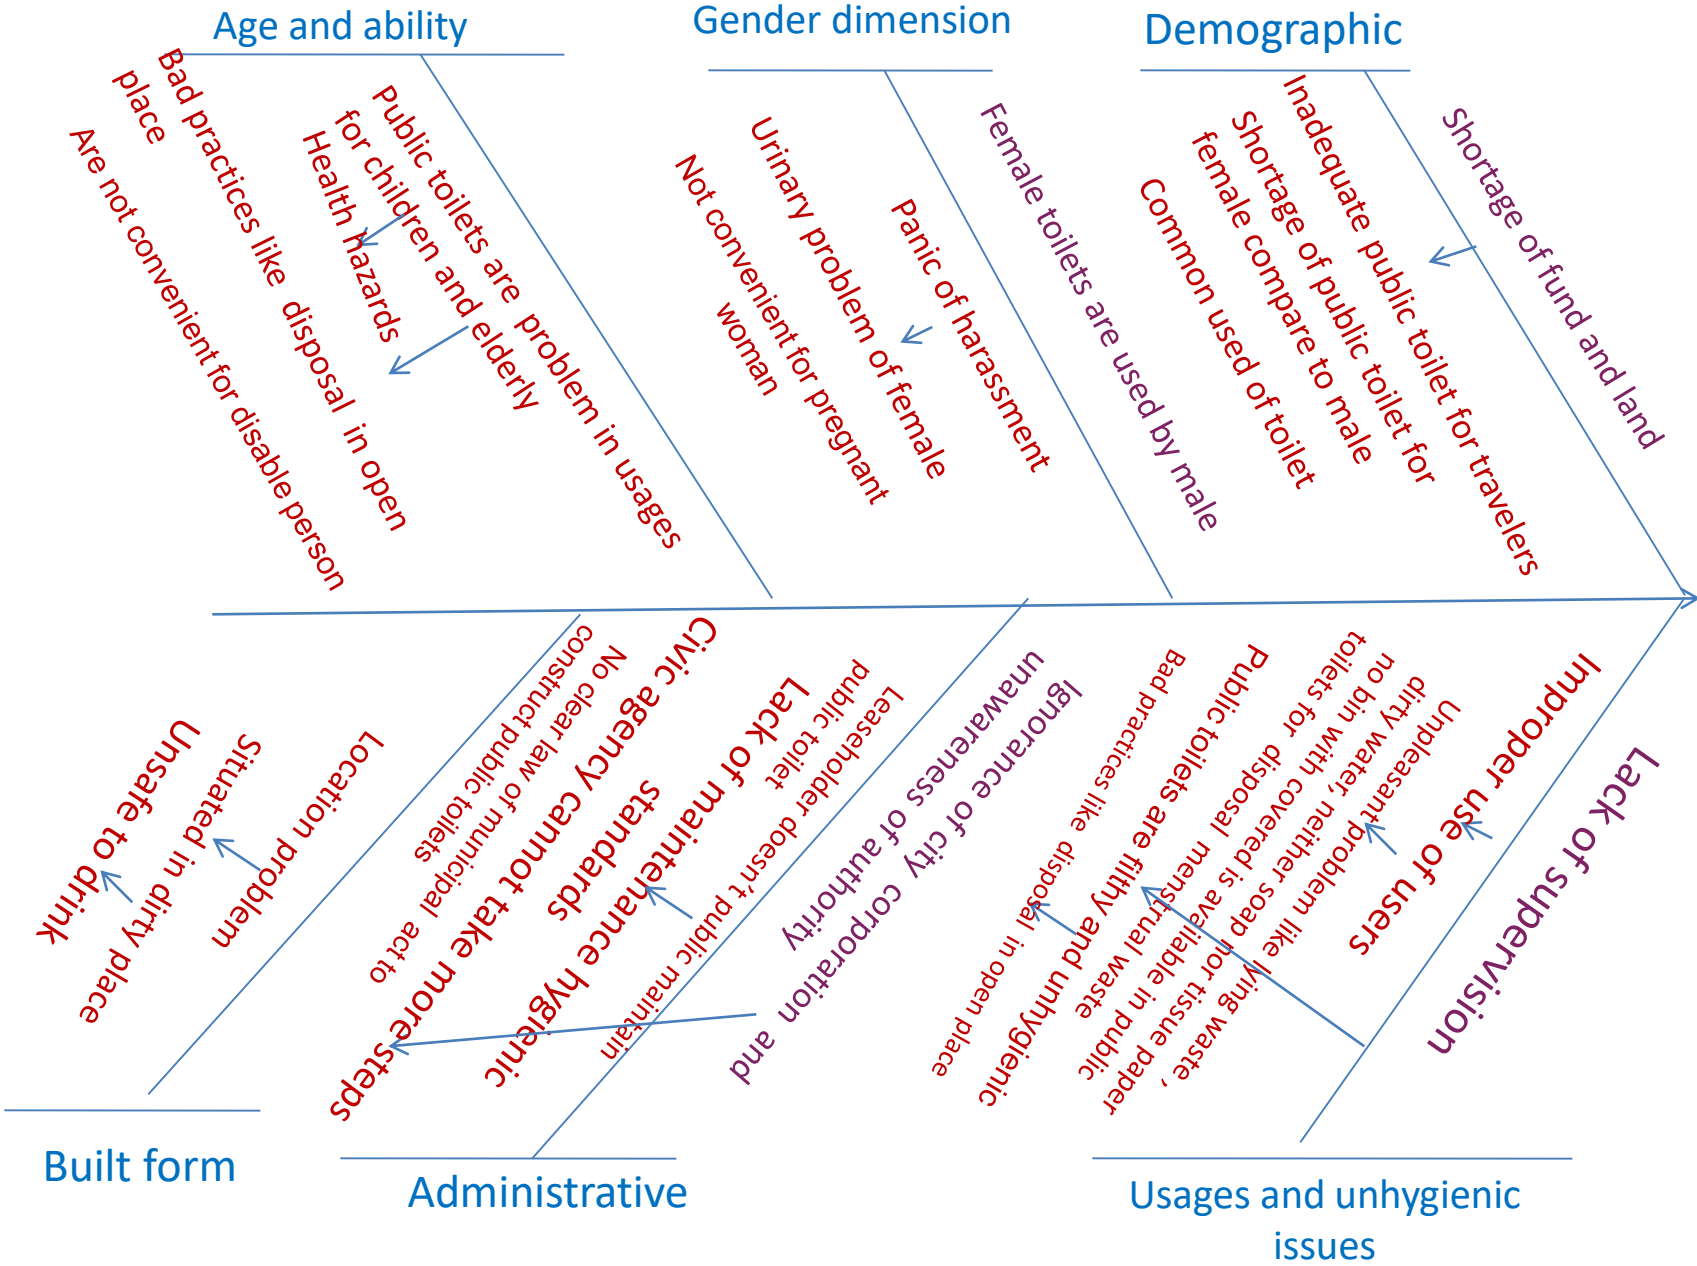 Age and ability
Bad practices like disposal in open
place
Are not convenient for disable person
Public toilets are problem in usages
for children and elderly
Health hazards
Gender dimension
Female toilets are used by male
Panic of harassment
Urinary problem of female
Not convenient for pregnant
woman
Demographic
Shortage of fund and land
Inadequate public toilet for travelers
Shortage of public toilet for
female compare to male
Common used of toilet
Built form
Unsafe to drink
Situated in dirty place
Location problem
Administrative
No clear law of municipal act to
construct public toilets
Civic agency cannot take more steps
Lack of maintenance hygienic
standards
Leaseholder doesn't public maintain
public toilet
Ignorance of city corporation and
unawareness of authority
Usages and unhygienic
issues
Bad practices like disposal in open place
Public toilets are filthy and unhygienic
Unpleasant problem like lying waste ,
dirty water, neither soap nor tissue paper ,
no bin with covered is available in public
toilets for disposal menstrual waste
Improper use of users
Lack of supervision